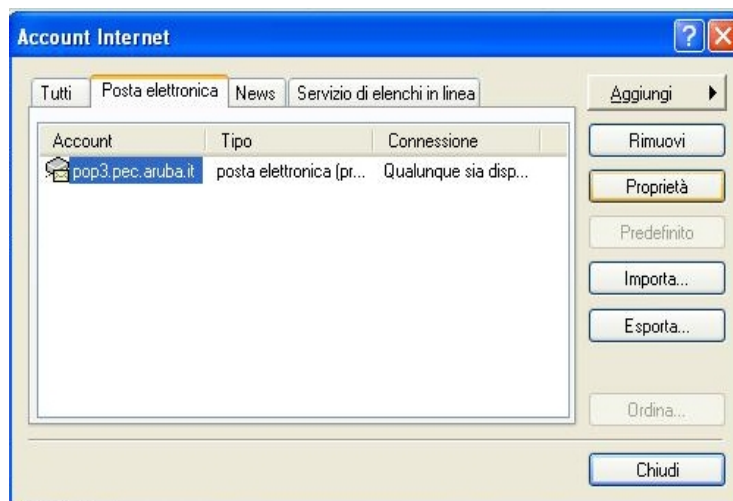 Account Internet
Tutti Posta elettronica News Servizio di elenchi in linea
Aggiungi
Account Tipo Connessione
Rimuovi
pop3.pec.aruba.it posta elettronica (pr... Qualunque sia disp...
Proprietà
Predefinito
Importa...
Esporta...
Ordina...
Chiudi